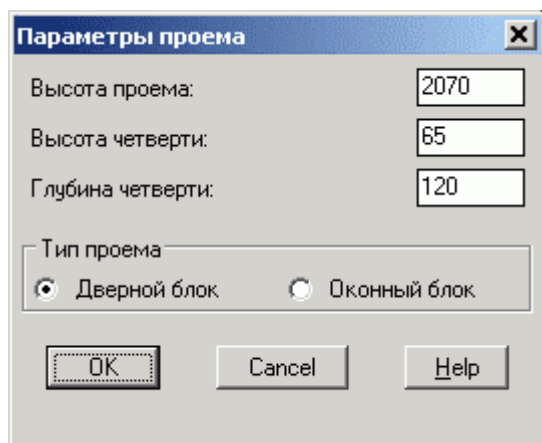 Параметры проема
Высота проема: 2070
Высота четверти: 65
Глубина четверти: 120
Тип проема
Дверной блок Оконный блок
OK Cancel Help